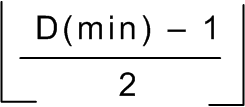 ⌊ D(min) – 1
2 ⌋